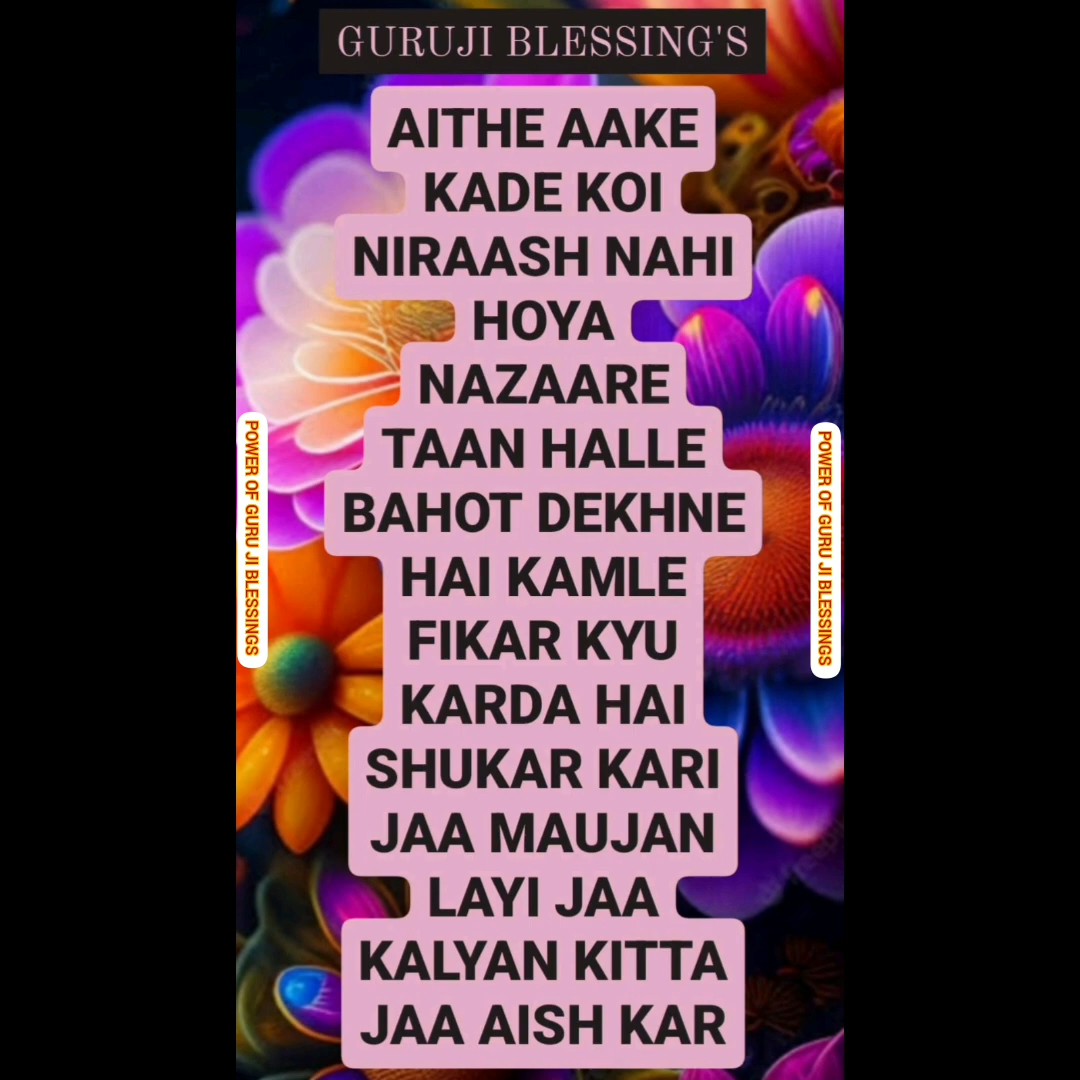 GURUJI BLESSING'S
AITHE AAKE
KADE KOI
NIRAASH NAHI
HOYA
NAZAARE
TAAN HALLE
BAHOT DEKHNE
HAI KAMLE
FIKAR KYU
KARDA HAI
SHUKAR KARI
JAA MAUJAN
LAYI JAA
KALYAN KITTA
JAA AISH KAR
POWER OF GURU JI BLESSINGS
POWER OF GURU JI BLESSINGS